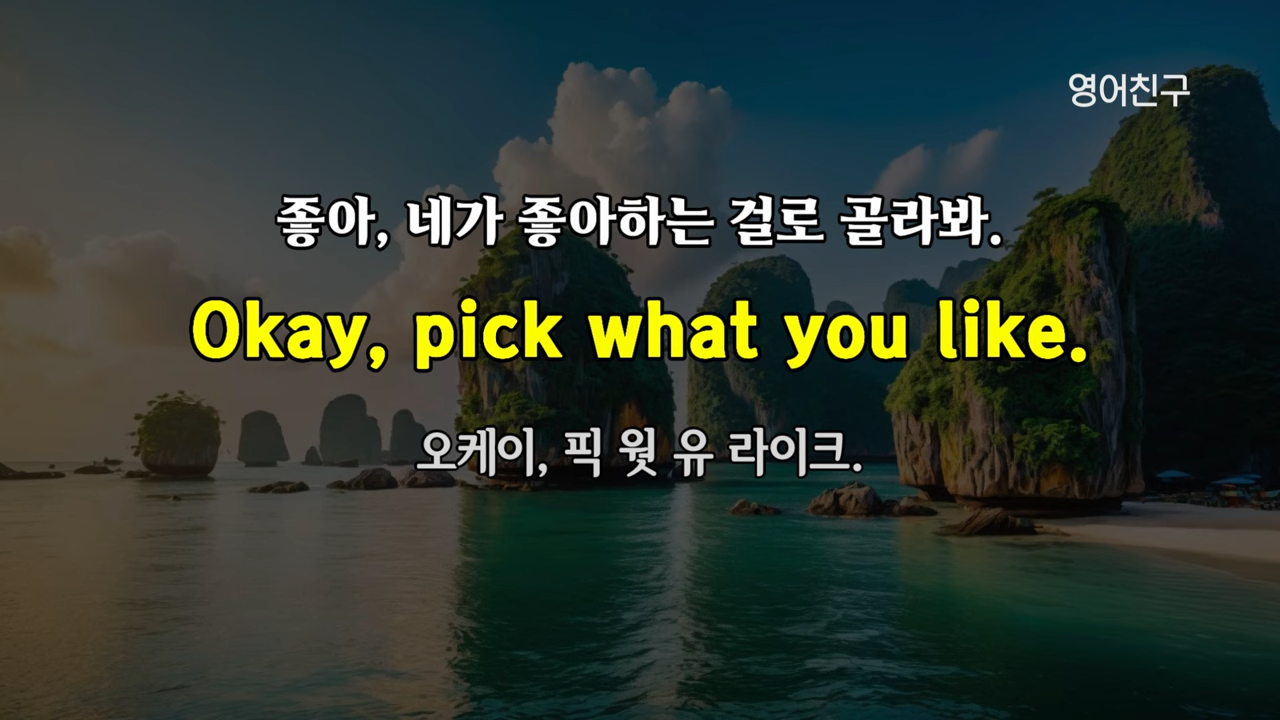 영어친구
좋아, 네가 좋아하는 걸로 골라봐.
Okay, pick what you like.
오케이, 픽 웟 유 라이크.